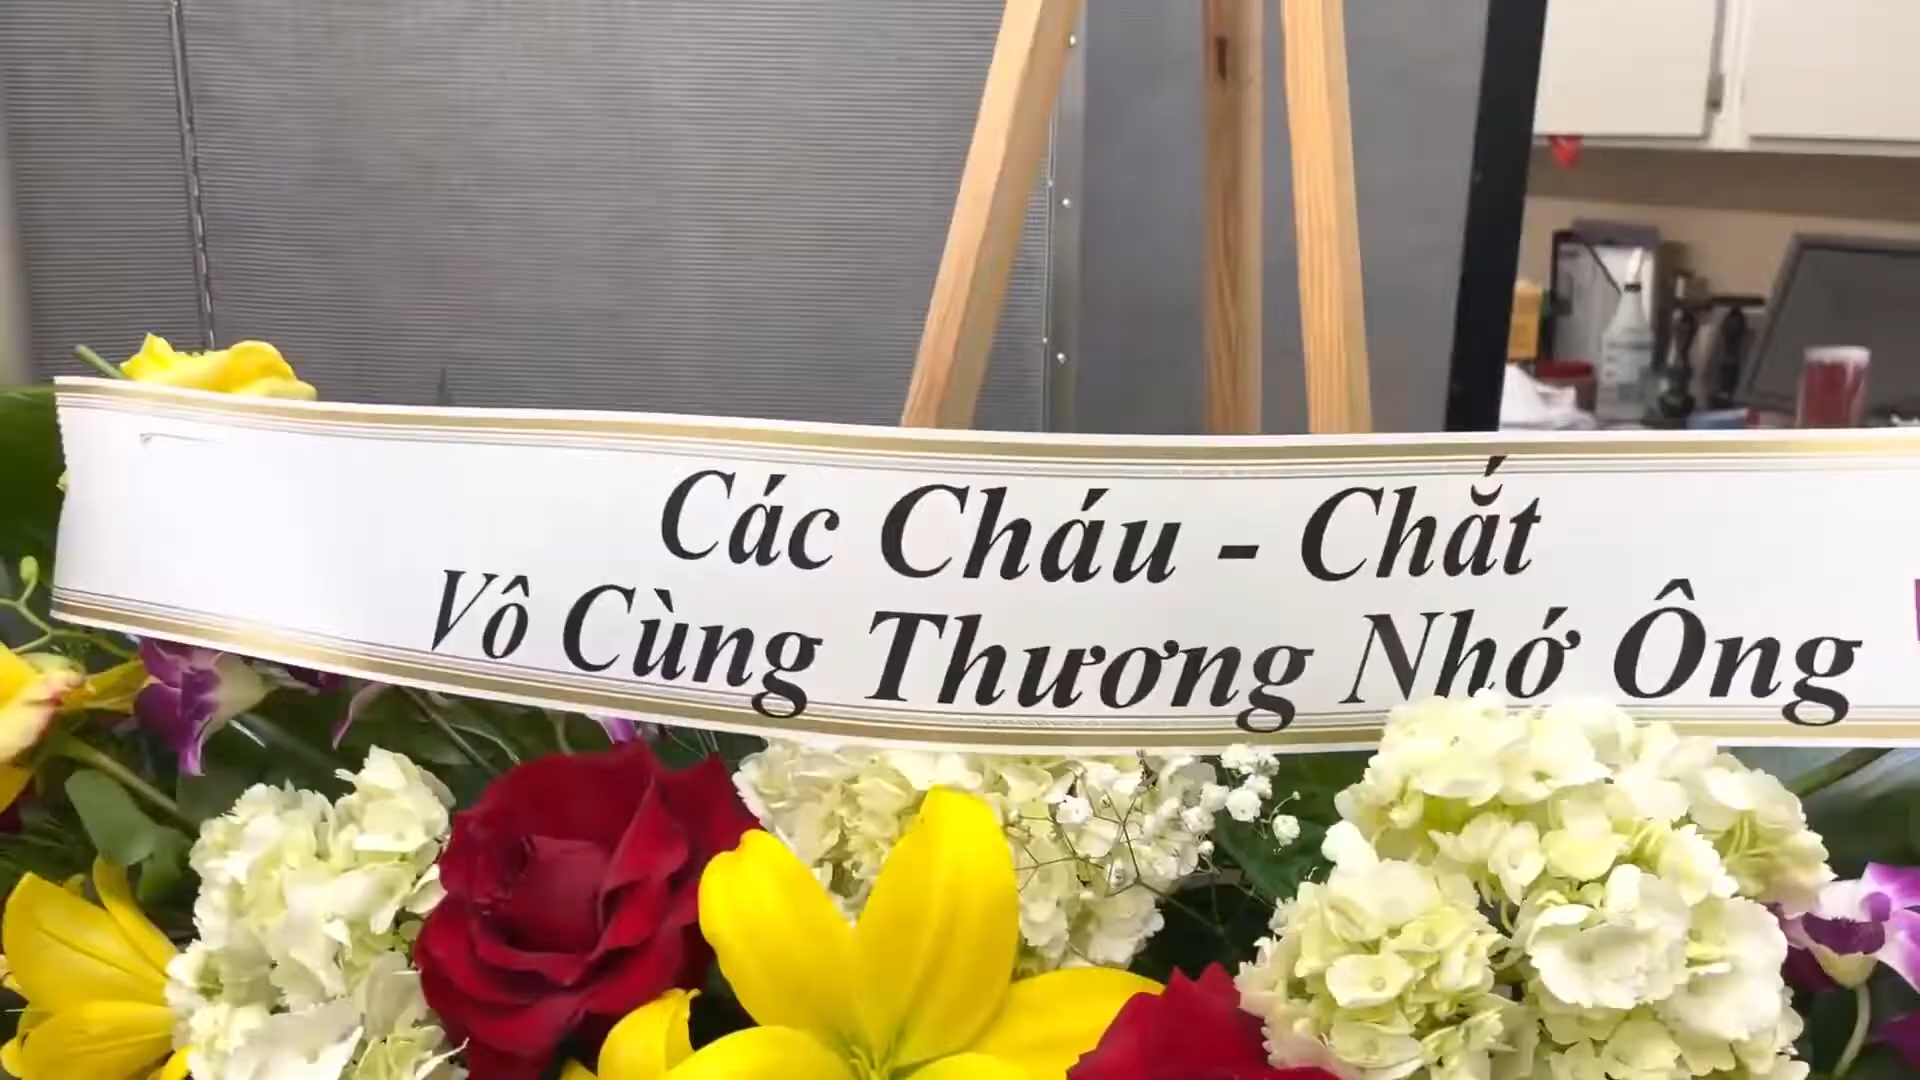 Các Cháu - Chắt
Vô Cùng Thương Nhớ Ông